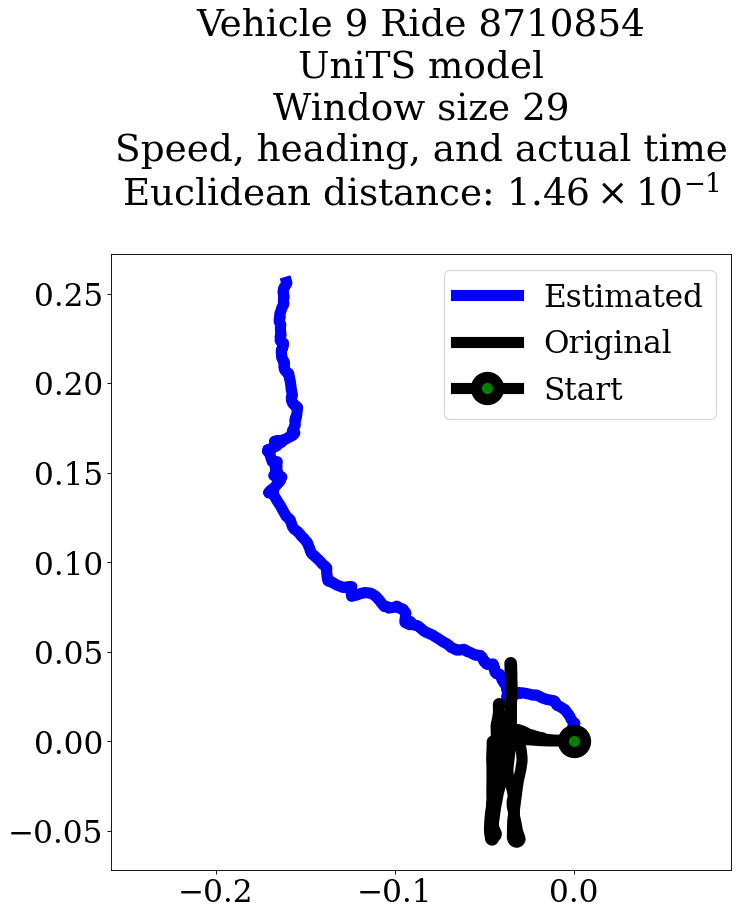 Vehicle 9 Ride 8710854
UniTS model
Window size 29
Speed, heading, and actual time
Euclidean distance: 1.46 × 10⁻¹
Estimated
Original
Start
0.25
0.20
0.15
0.10
0.05
0.00
−0.05
−0.2 −0.1 0.0